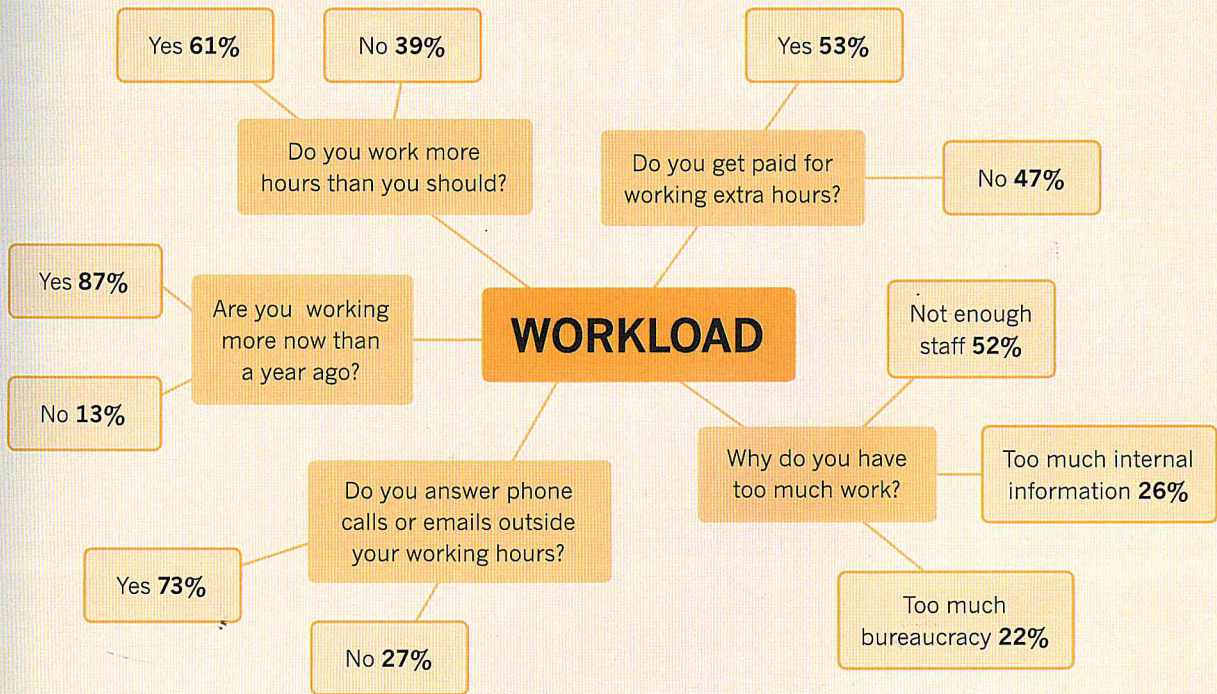 Yes 61%
No 39%
Do you work more
hours than you should?
Yes 53%
Do you get paid for
working extra hours?
No 47%
Yes 87%
Are you working
more now than
a year ago?
No 13%
WORKLOAD
Not enough
staff 52%
Why do you have
too much work?
Too much internal
information 26%
Too much
bureaucracy 22%
Do you answer phone
calls or emails outside
your working hours?
Yes 73%
No 27%